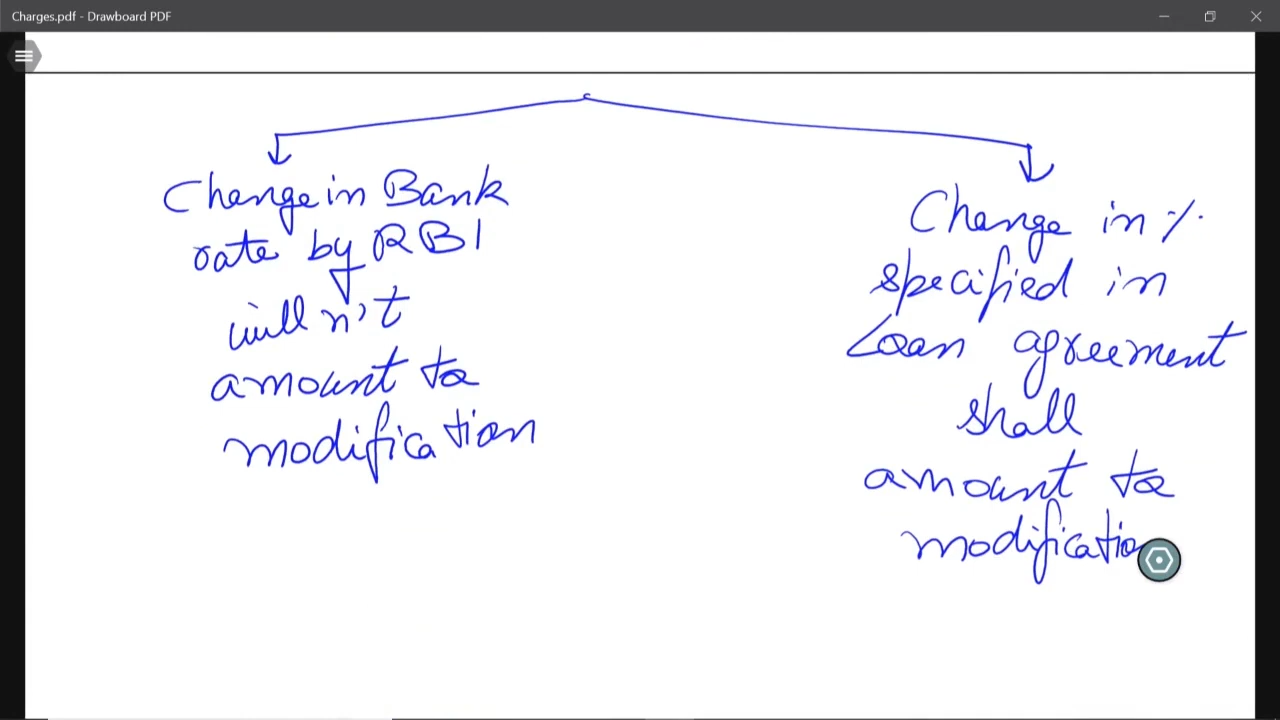 Charges.pdf - Drawboard PDF
Change in Bank
rate by RBI
will n't
amount to
modification
Change in %
specified in
Loan agreement
shall
amount to
modification